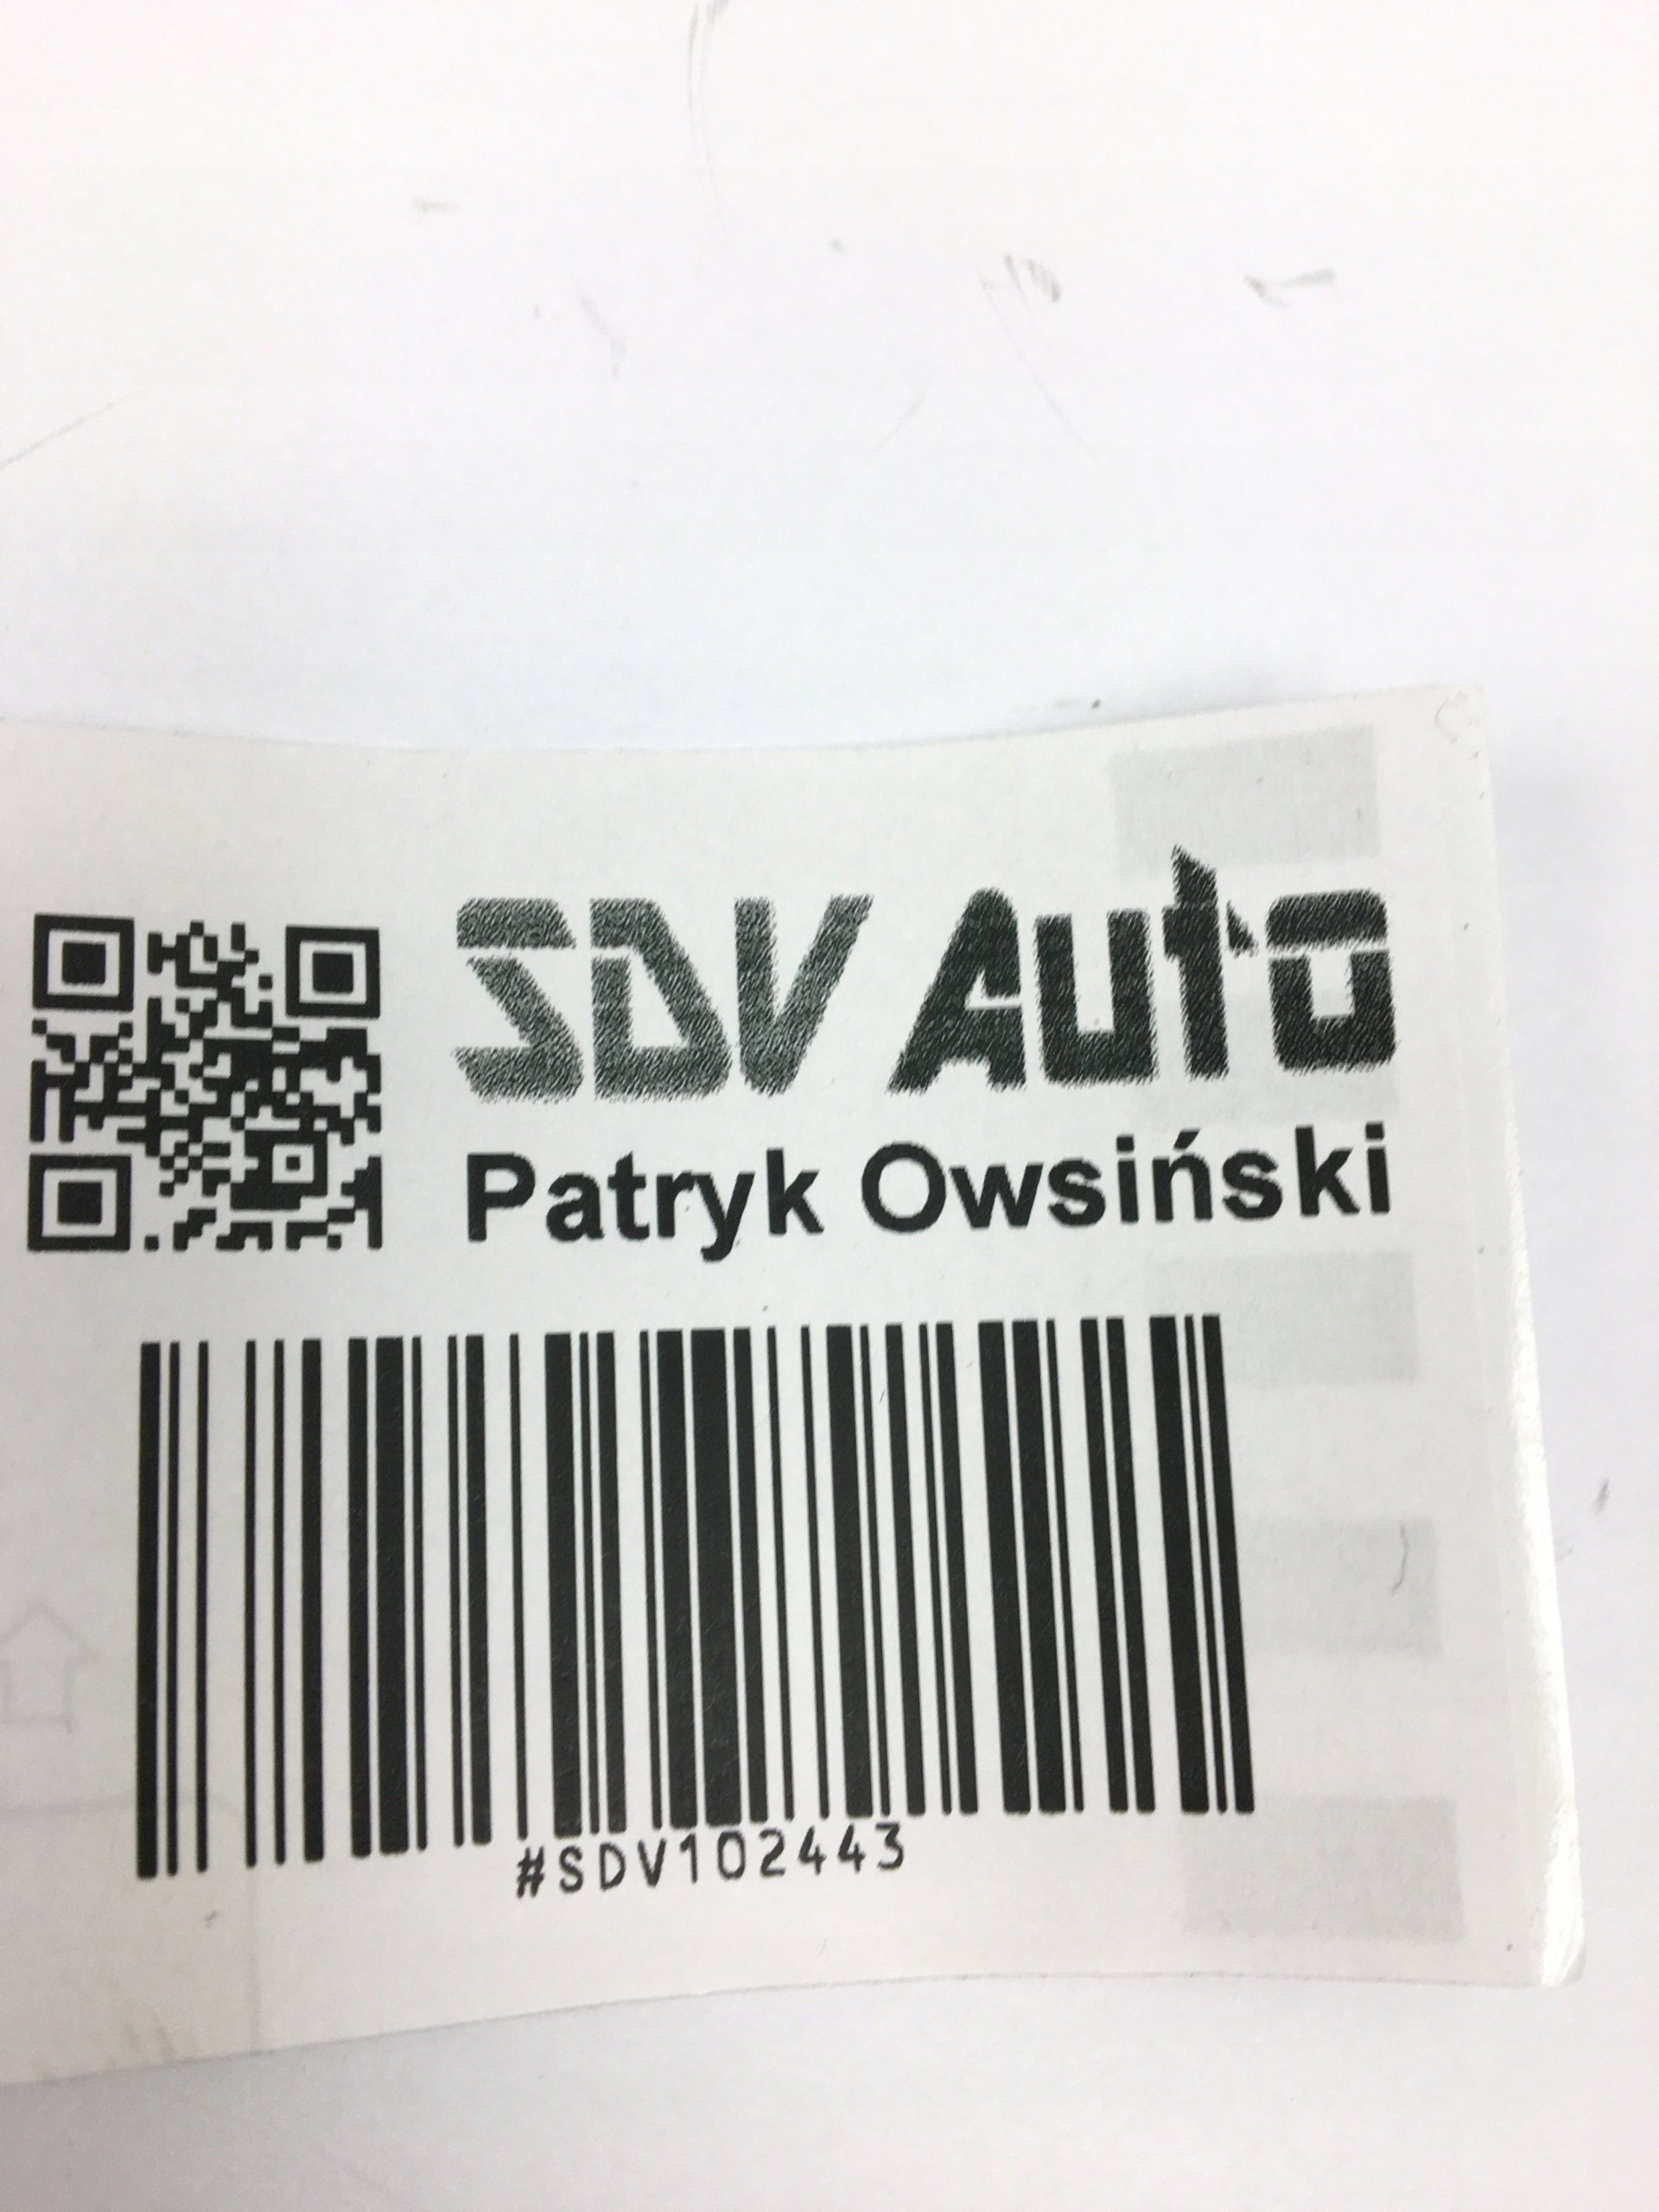 SDV Auto
Patryk Owsiński
#SDV102443